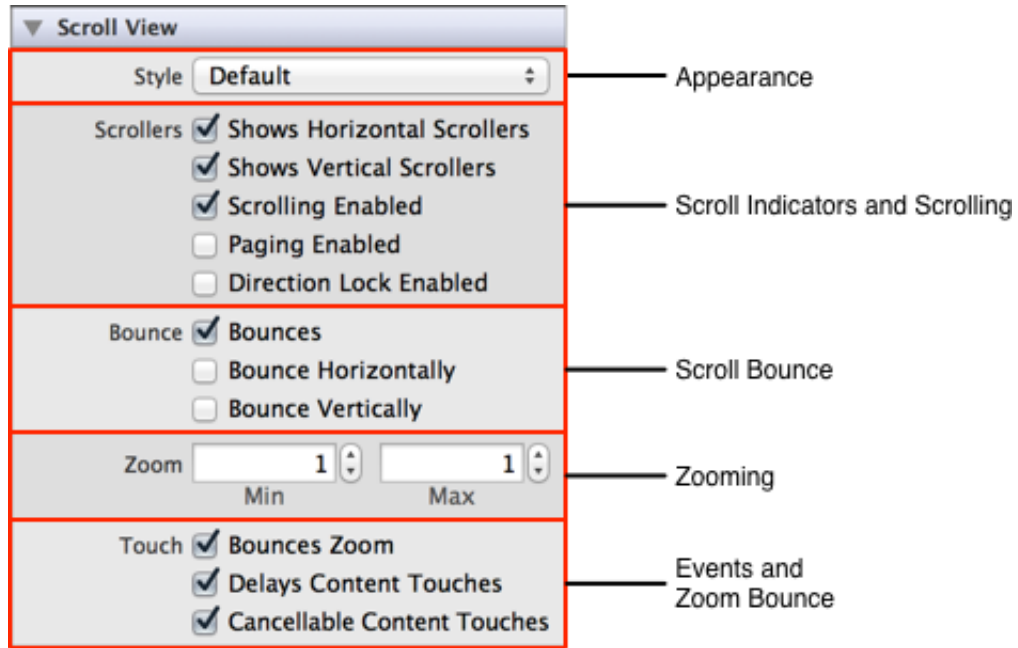 Scroll View
Style Default
Appearance
Scrollers Shows Horizontal Scrollers
Shows Vertical Scrollers
Scrolling Enabled
Scroll Indicators and Scrolling
Paging Enabled
Direction Lock Enabled
Bounce Bounces
Bounce Horizontally
Scroll Bounce
Bounce Vertically
Zoom 1 1
Min Max
Zooming
Touch Bounces Zoom
Delays Content Touches
Cancellable Content Touches
Events and
Zoom Bounce